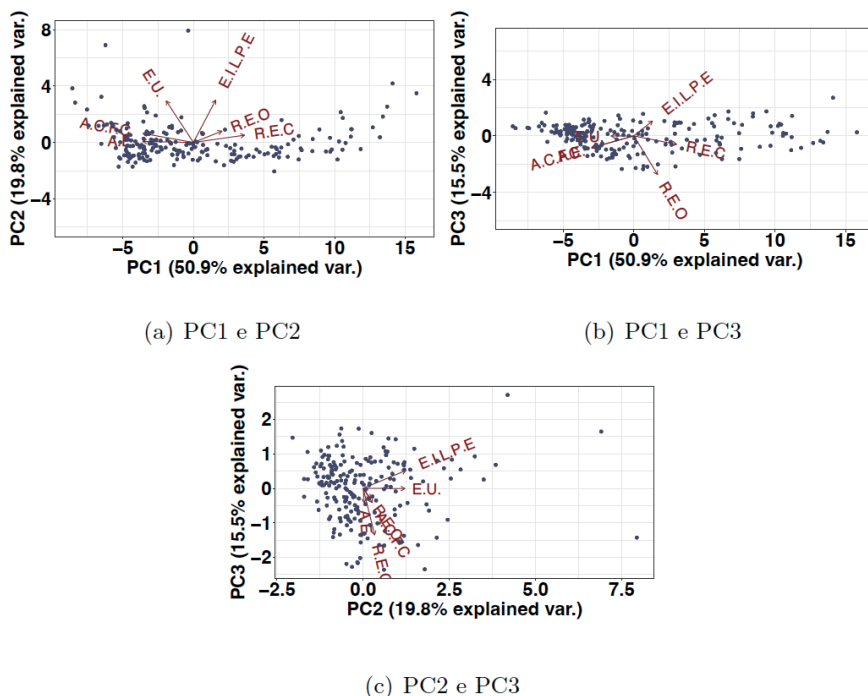 8
4
0
−4
PC2 (19.8% explained var.)
E.U.
E.I.L.P.E
R.E.O
R.E.C
−5 0 5 10 15
PC1 (50.9% explained var.)
(a) PC1 e PC2
4
0
−4
PC3 (15.5% explained var.)
E.I.L.P.E
R.E.C
R.E.O
−5 0 5 10 15
PC1 (50.9% explained var.)
(b) PC1 e PC3
2
1
0
−1
−2
PC3 (15.5% explained var.)
E.I.L.P.E
E.U.
−2.5 0.0 2.5 5.0 7.5
PC2 (19.8% explained var.)
(c) PC2 e PC3